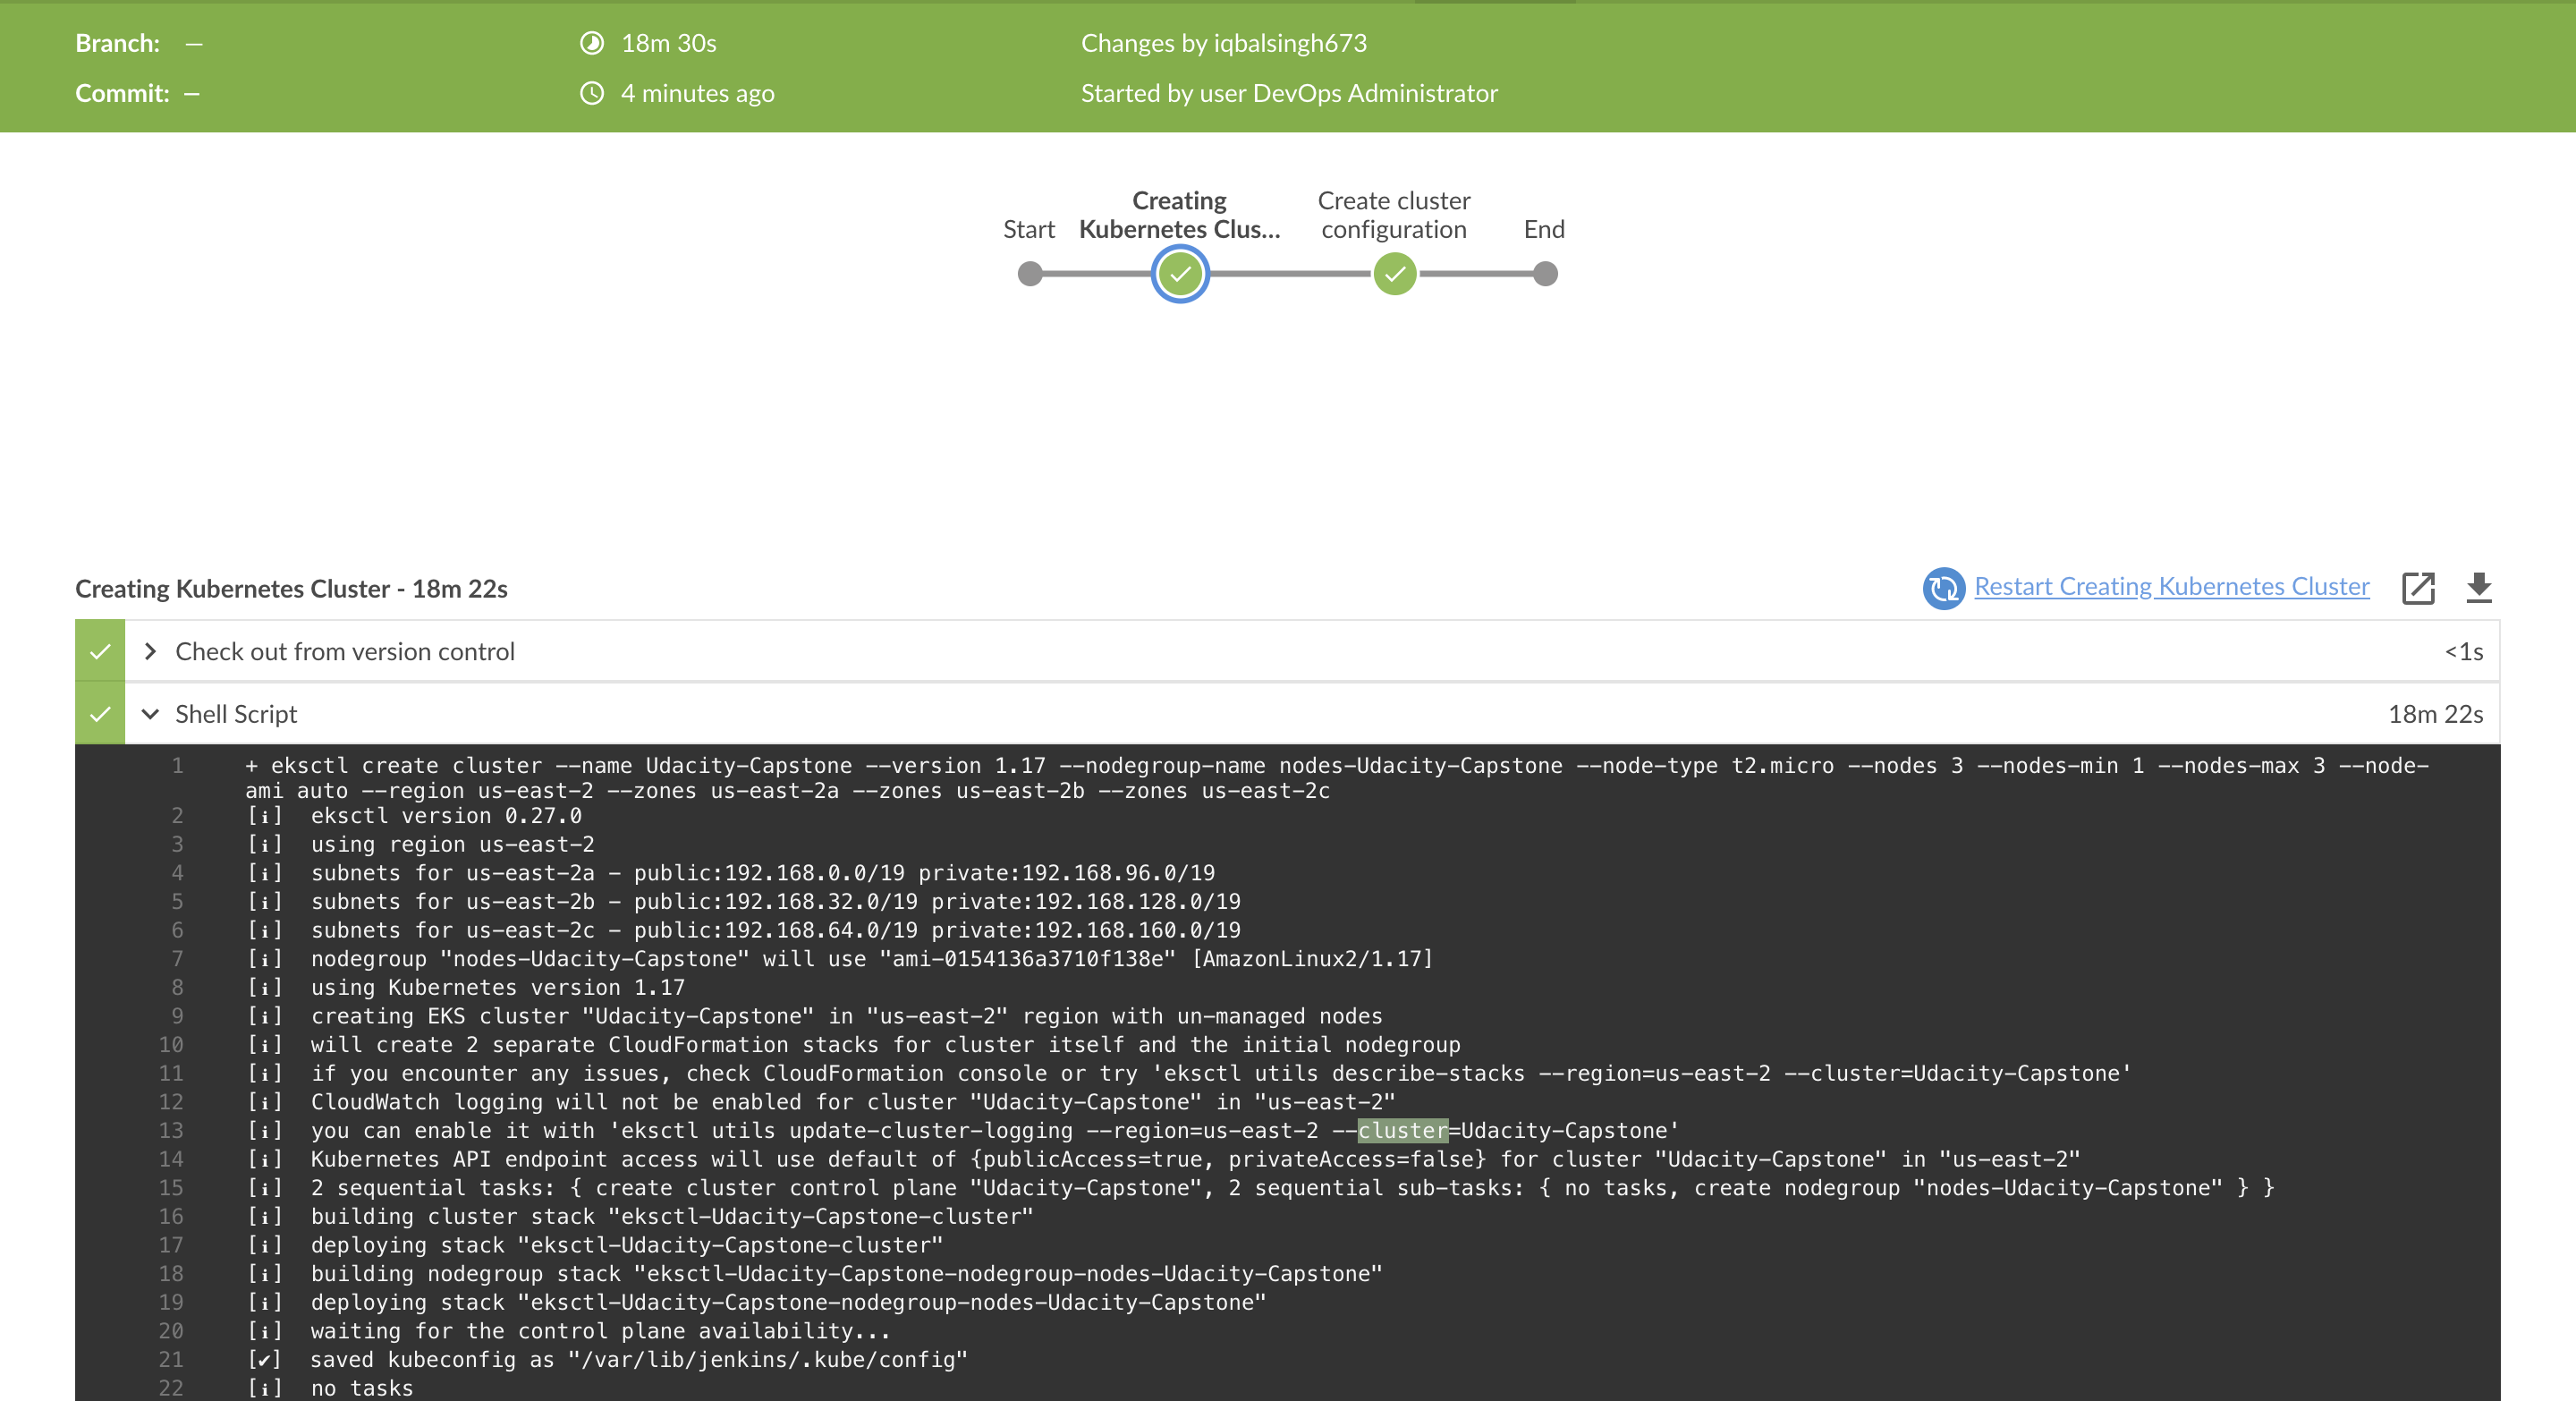 Branch: —
18m 30s
Changes by iqbalsingh673
Commit: —
4 minutes ago
Started by user DevOps Administrator
Start
Creating
Kubernetes Clus...
Create cluster
configuration
End
Creating Kubernetes Cluster - 18m 22s
Restart Creating Kubernetes Cluster
Check out from version control
<1s
Shell Script
18m 22s
1 + eksctl create cluster --name Udacity-Capstone --version 1.17 --nodegroup-name nodes-Udacity-Capstone --node-type t2.micro --nodes 3 --nodes-min 1 --nodes-max 3 --node-
ami auto --region us-east-2 --zones us-east-2a --zones us-east-2b --zones us-east-2c
2 [ℹ] eksctl version 0.27.0
3 [ℹ] using region us-east-2
4 [ℹ] subnets for us-east-2a - public:192.168.0.0/19 private:192.168.96.0/19
5 [ℹ] subnets for us-east-2b - public:192.168.32.0/19 private:192.168.128.0/19
6 [ℹ] subnets for us-east-2c - public:192.168.64.0/19 private:192.168.160.0/19
7 [ℹ] nodegroup "nodes-Udacity-Capstone" will use "ami-0154136a3710f138e" [AmazonLinux2/1.17]
8 [ℹ] using Kubernetes version 1.17
9 [ℹ] creating EKS cluster "Udacity-Capstone" in "us-east-2" region with un-managed nodes
10 [ℹ] will create 2 separate CloudFormation stacks for cluster itself and the initial nodegroup
11 [ℹ] if you encounter any issues, check CloudFormation console or try 'eksctl utils describe-stacks --region=us-east-2 --cluster=Udacity-Capstone'
12 [ℹ] CloudWatch logging will not be enabled for cluster "Udacity-Capstone" in "us-east-2"
13 [ℹ] you can enable it with 'eksctl utils update-cluster-logging --region=us-east-2 --cluster=Udacity-Capstone'
14 [ℹ] Kubernetes API endpoint access will use default of {publicAccess=true, privateAccess=false} for cluster "Udacity-Capstone" in "us-east-2"
15 [ℹ] 2 sequential tasks: { create cluster control plane "Udacity-Capstone", 2 sequential sub-tasks: { no tasks, create nodegroup "nodes-Udacity-Capstone" } }
16 [ℹ] building cluster stack "eksctl-Udacity-Capstone-cluster"
17 [ℹ] deploying stack "eksctl-Udacity-Capstone-cluster"
18 [ℹ] building nodegroup stack "eksctl-Udacity-Capstone-nodegroup-nodes-Udacity-Capstone"
19 [ℹ] deploying stack "eksctl-Udacity-Capstone-nodegroup-nodes-Udacity-Capstone"
20 [ℹ] waiting for the control plane availability...
21 [✔] saved kubeconfig as "/var/lib/jenkins/.kube/config"
22 [ℹ] no tasks